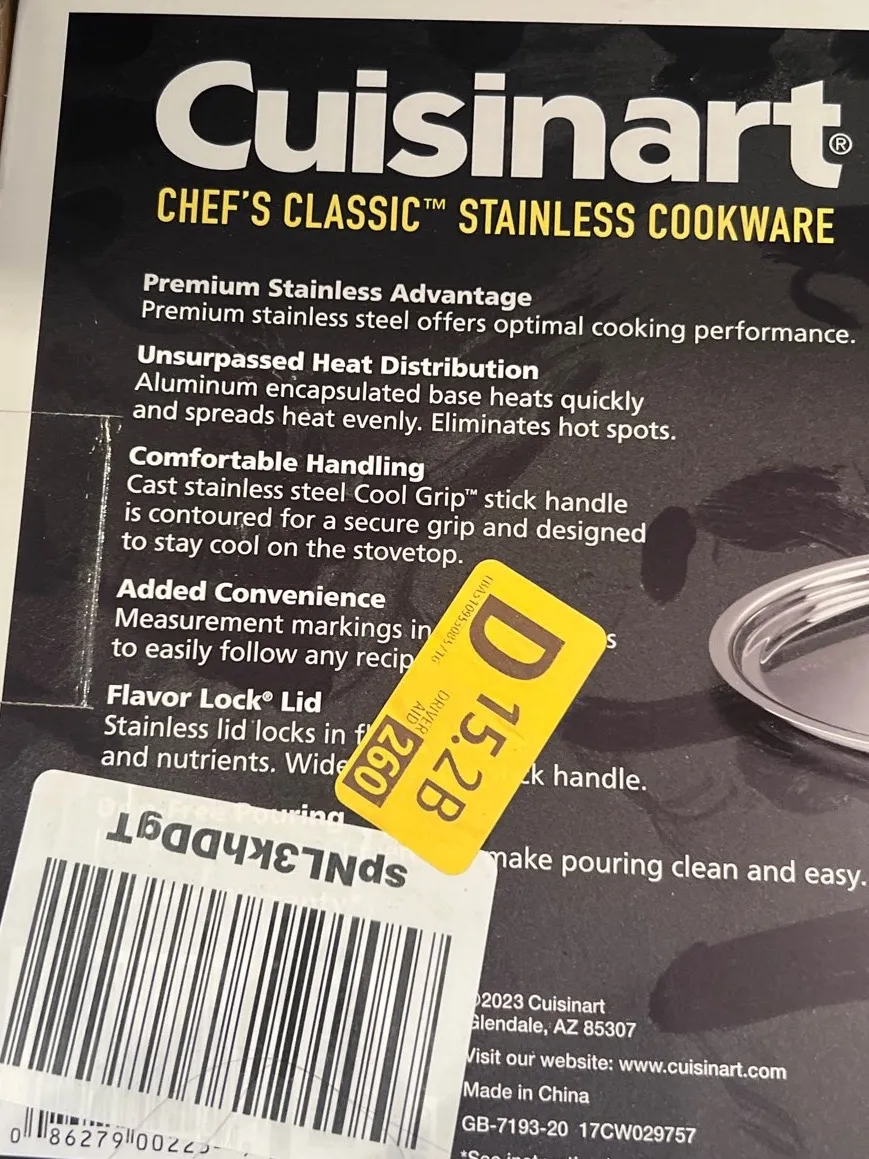 Cuisinart®
CHEF'S CLASSIC™ STAINLESS COOKWARE
Premium Stainless Advantage
Premium stainless steel offers optimal cooking performance.
Unsurpassed Heat Distribution
Aluminum encapsulated base heats quickly
and spreads heat evenly. Eliminates hot spots.
Comfortable Handling
Cast stainless steel Cool Grip™ stick handle
is contoured for a secure grip and designed
to stay cool on the stovetop.
Added Convenience
Measurement markings in
to easily follow any recip
Flavor Lock® Lid
Stainless lid locks in fl
and nutrients. Wide
ck handle.
Pouring
make pouring clean and easy.
D 15.2B
DRIVER
AID
260
spNL3khDDgT
©2023 Cuisinart
Glendale, AZ 85307
Visit our website: www.cuisinart.com
Made in China
GB-7193-20 17CW029757
0 86279 00225